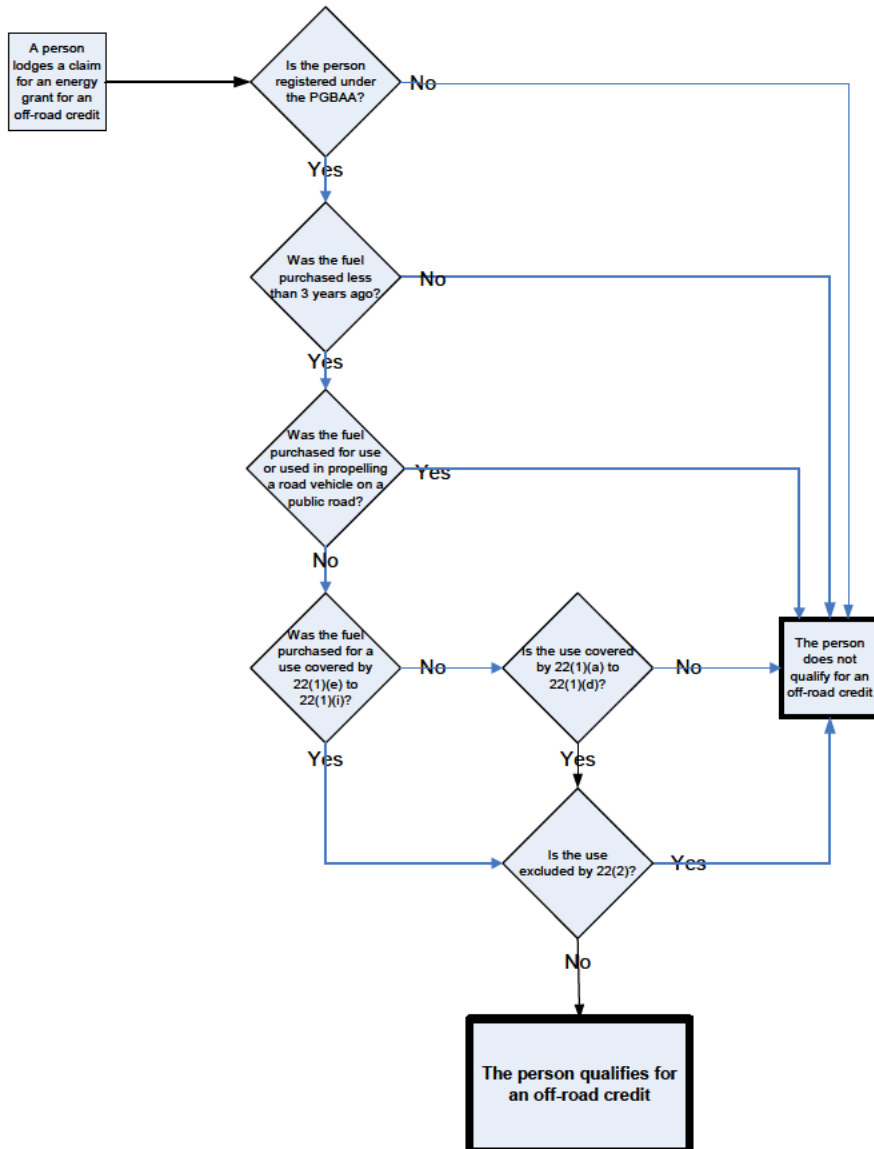 A person
lodges a claim
for an energy
grant for an
off-road credit
Is the person
registered under
the PGBAA?
No
Yes
Was the fuel
purchased less
than 3 years ago?
No
Yes
Was the fuel
purchased for use
or used in propelling
a road vehicle on a
public road?
Yes
No
Was the fuel
purchased for a
use covered by
22(1)(e) to
22(1)(i)?
No
Yes
Is the use covered
by 22(1)(a) to
22(1)(d)?
No
Yes
The person
does not
qualify for an
off-road credit
Is the use
excluded by 22(2)?
Yes
No
The person qualifies for
an off-road credit